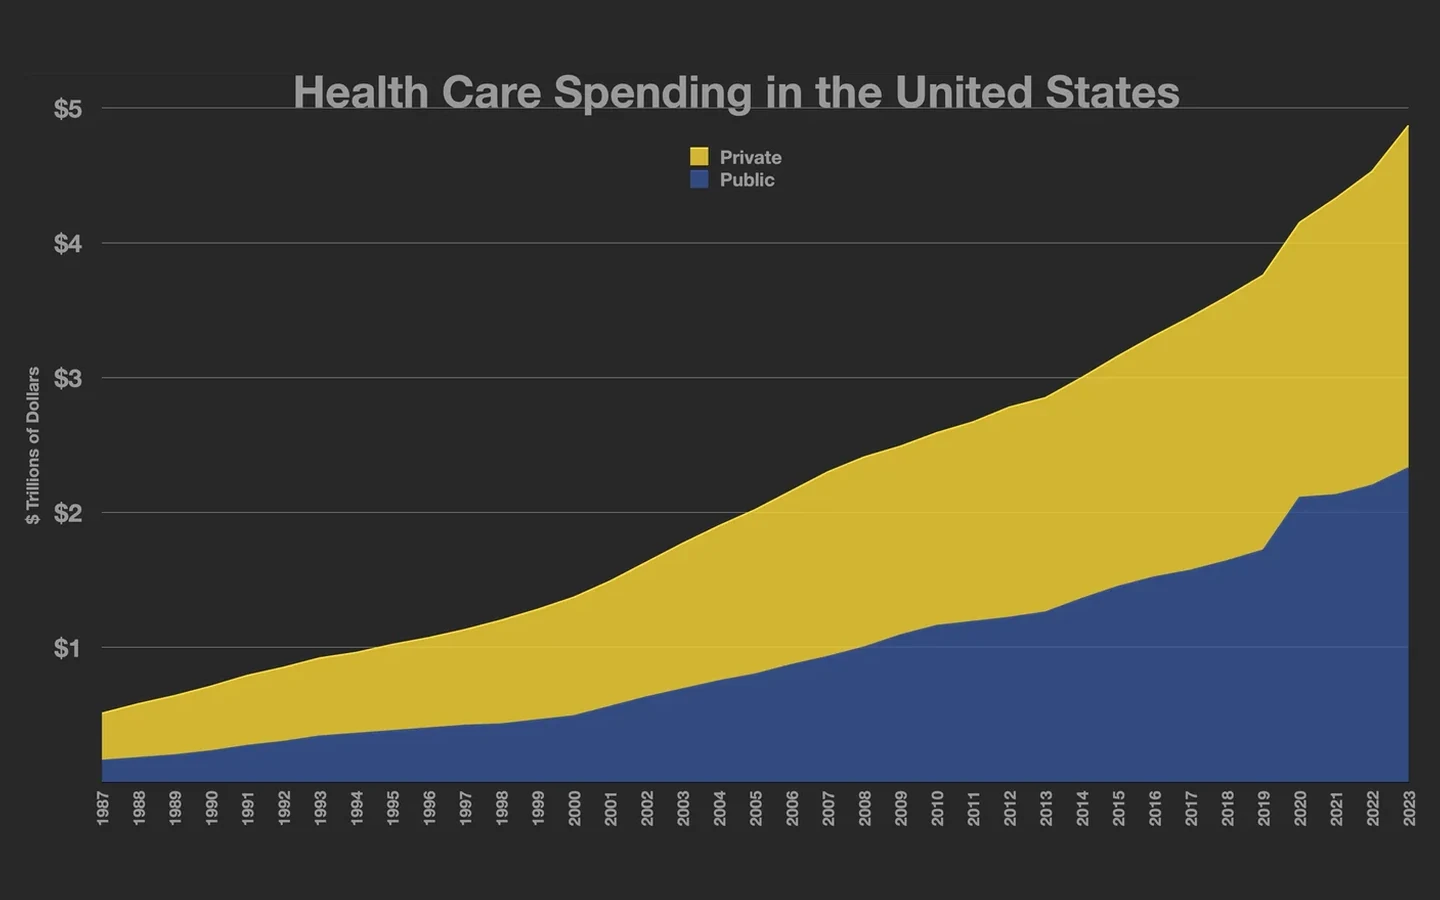 Health Care Spending in the United States
Private
Public
$5
$4
$3
$2
$1
$ Trillions of Dollars
1987 1988 1989 1990 1991 1992 1993 1994 1995 1996 1997 1998 1999 2000 2001 2002 2003 2004 2005 2006 2007 2008 2009 2010 2011 2012 2013 2014 2015 2016 2017 2018 2019 2020 2021 2022 2023